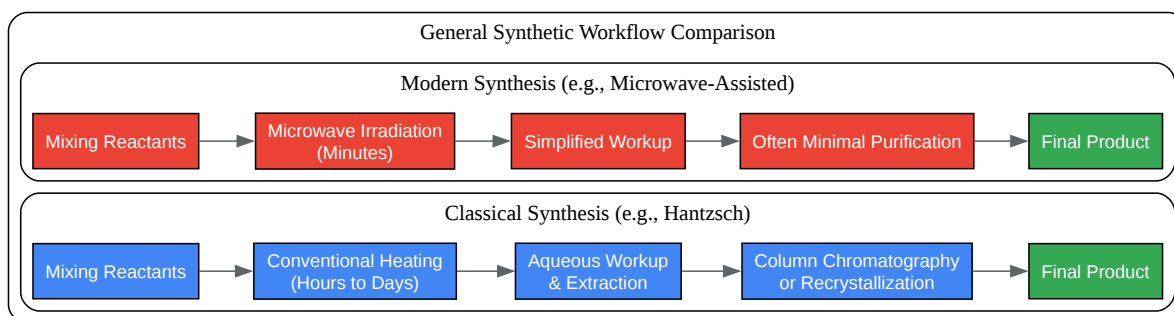 General Synthetic Workflow Comparison
Modern Synthesis (e.g., Microwave-Assisted)
Mixing Reactants
Microwave Irradiation
(Minutes)
Simplified Workup
Often Minimal Purification
Final Product
Classical Synthesis (e.g., Hantzsch)
Mixing Reactants
Conventional Heating
(Hours to Days)
Aqueous Workup
& Extraction
Column Chromatography
or Recrystallization
Final Product